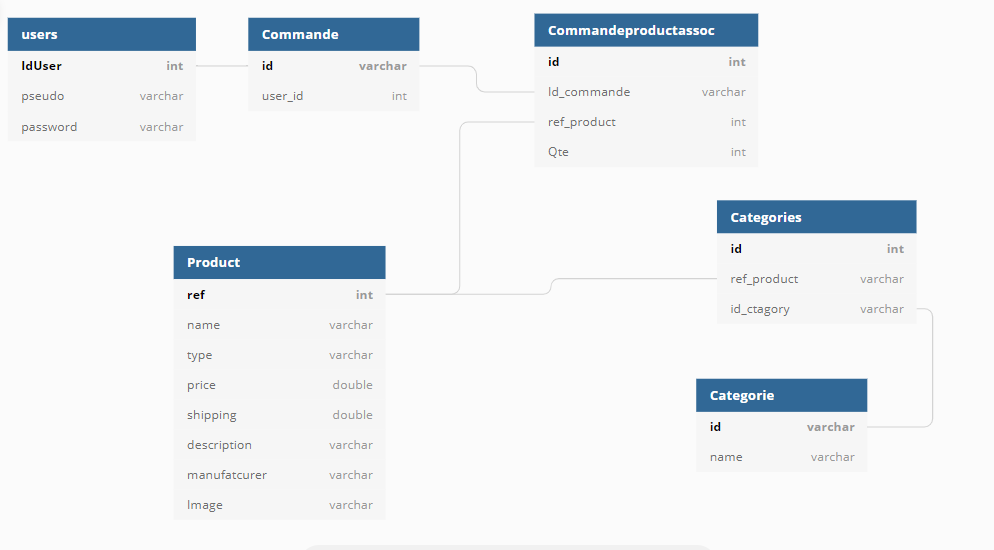 users
IdUser int
pseudo varchar
password varchar
Commande
id varchar
user_id int
Commandeproductassoc
id int
Id_commande varchar
ref_product int
Qte int
Categories
id int
ref_product varchar
id_ctagory varchar
Product
ref int
name varchar
type varchar
price double
shipping double
description varchar
manufatcurer varchar
Image varchar
Categorie
id varchar
name varchar